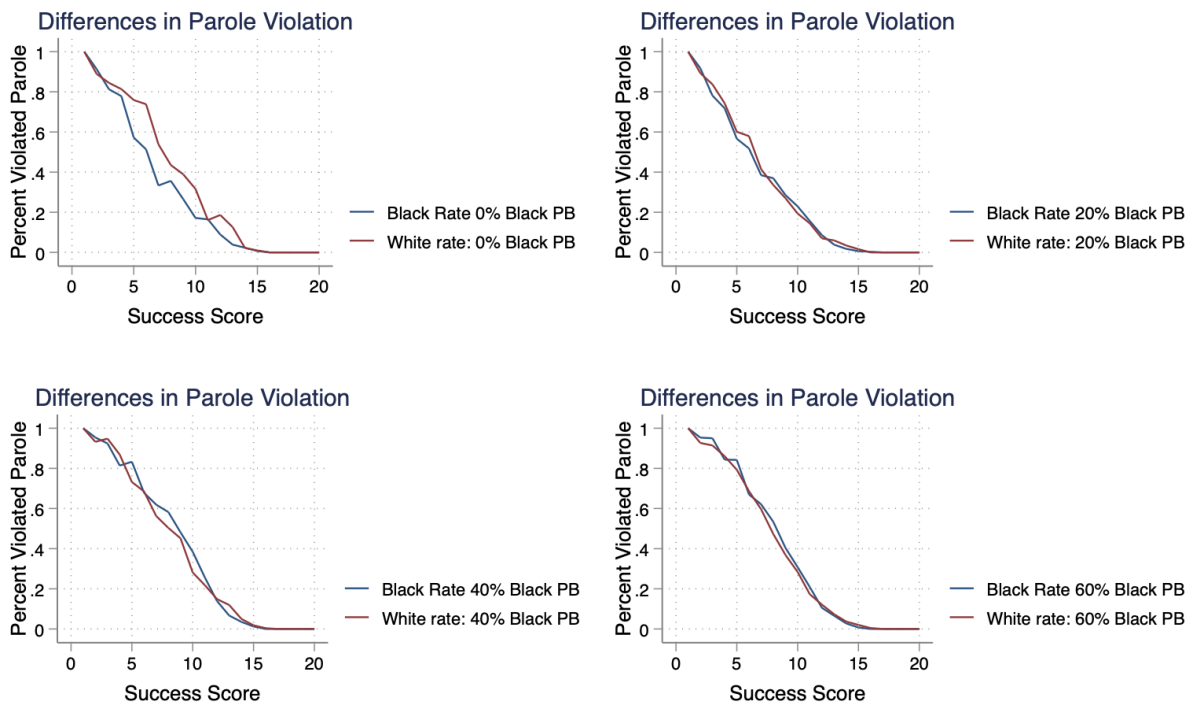 Differences in Parole Violation
Percent Violated Parole
1
.8
.6
.4
.2
0
0 5 10 15 20
Success Score
Black Rate 0% Black PB
White rate: 0% Black PB
Differences in Parole Violation
Percent Violated Parole
1
.8
.6
.4
.2
0
0 5 10 15 20
Success Score
Black Rate 20% Black PB
White rate: 20% Black PB
Differences in Parole Violation
Percent Violated Parole
1
.8
.6
.4
.2
0
0 5 10 15 20
Success Score
Black Rate 40% Black PB
White rate: 40% Black PB
Differences in Parole Violation
Percent Violated Parole
1
.8
.6
.4
.2
0
0 5 10 15 20
Success Score
Black Rate 60% Black PB
White rate: 60% Black PB